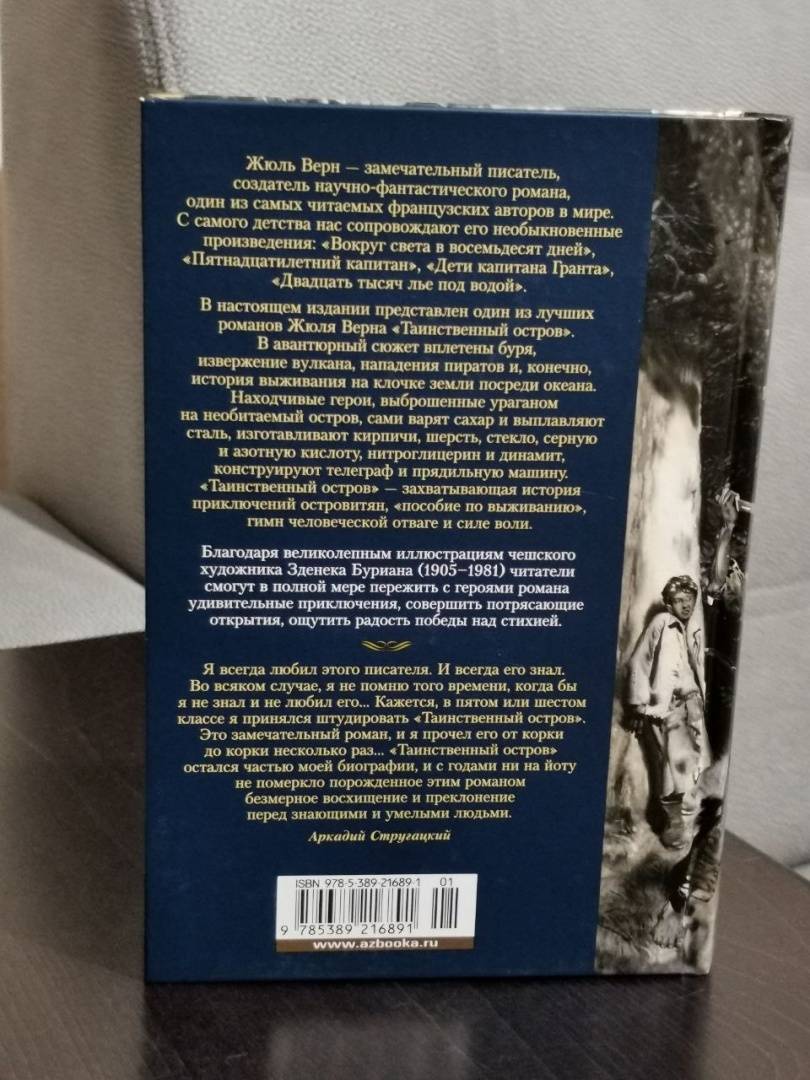 Жюль Верн — замечательный писатель,
создатель научно-фантастического романа,
один из самых читаемых французских авторов в мире.
С самого детства нас сопровождают его необыкновенные
произведения: «Вокруг света в восемьдесят дней»,
«Пятнадцатилетний капитан», «Дети капитана Гранта»,
«Двадцать тысяч лье под водой».
В настоящем издании представлен один из лучших
романов Жюля Верна «Таинственный остров».
В авантюрный сюжет вплетены буря,
извержение вулкана, нападения пиратов и, конечно,
история выживания на клочке земли посреди океана.
Находчивые герои, выброшенные ураганом
на необитаемый остров, сами варят сахар и выплавляют
сталь, изготавливают кирпичи, шерсть, стекло, серную
и азотную кислоту, нитроглицерин и динамит,
конструируют телеграф и прядильную машину.
«Таинственный остров» — захватывающая история
приключений островитян, «пособие по выживанию»,
гимн человеческой отваге и силе воли.
Благодаря великолепным иллюстрациям чешского
художника Зденека Буриана (1905–1981) читатели
смогут в полной мере пережить с героями романа
удивительные приключения, совершить потрясающие
открытия, ощутить радость победы над стихией.
Я всегда любил этого писателя. И всегда его знал.
Во всяком случае, я не помню того времени, когда бы
я не знал и не любил его... Кажется, в пятом или шестом
классе я принялся штудировать «Таинственный остров».
Это замечательный роман, и я прочел его от корки
до корки несколько раз... «Таинственный остров»
остался частью моей биографии, и с годами ни на йоту
не померкло порожденное этим романом
безмерное восхищение и преклонение
перед знающими и умелыми людьми.
Аркадий Стругацкий
ISBN 978-5-389-21689-1 01
9 785389 216891
www.azbooka.ru